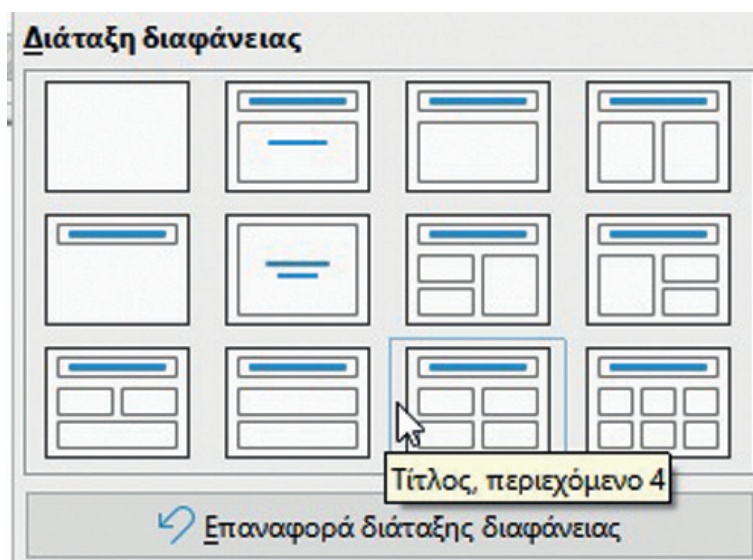 Διάταξη διαφάνειας
Τίτλος, περιεχόμενο 4
Επαναφορά διάταξης διαφάνειας